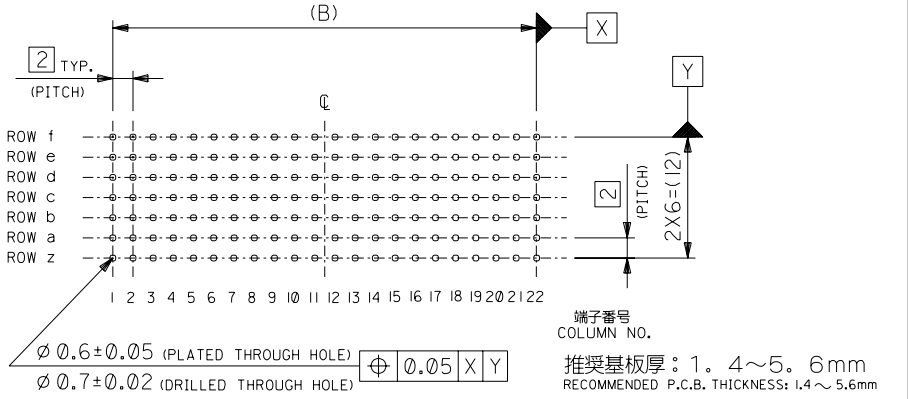 (B)
X
2 TYP.
(PITCH)
Y
℄
ROW f
ROW e
ROW d
ROW c
ROW b
ROW a
ROW z
2
(PITCH)
2X6=(12)
1 2 3 4 5 6 7 8 9 10 11 12 13 14 15 16 17 18 19 20 21 22
端子番号
COLUMN NO.
Ø 0.6±0.05 (PLATED THROUGH HOLE)
⌖ 0.05 X Y
Ø 0.7±0.02 (DRILLED THROUGH HOLE)
推奨基板厚：1．4～5．6mm
RECOMMENDED P.C.B. THICKNESS: 1.4～5.6mm